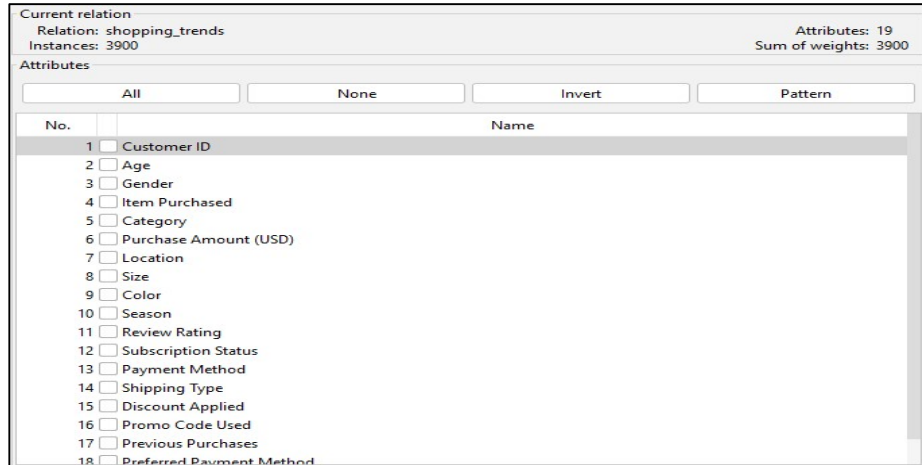 Current relation
Relation: shopping_trends Attributes: 19
Instances: 3900 Sum of weights: 3900
Attributes
All None Invert Pattern
No. Name
1 Customer ID
2 Age
3 Gender
4 Item Purchased
5 Category
6 Purchase Amount (USD)
7 Location
8 Size
9 Color
10 Season
11 Review Rating
12 Subscription Status
13 Payment Method
14 Shipping Type
15 Discount Applied
16 Promo Code Used
17 Previous Purchases
18 Preferred Payment Method